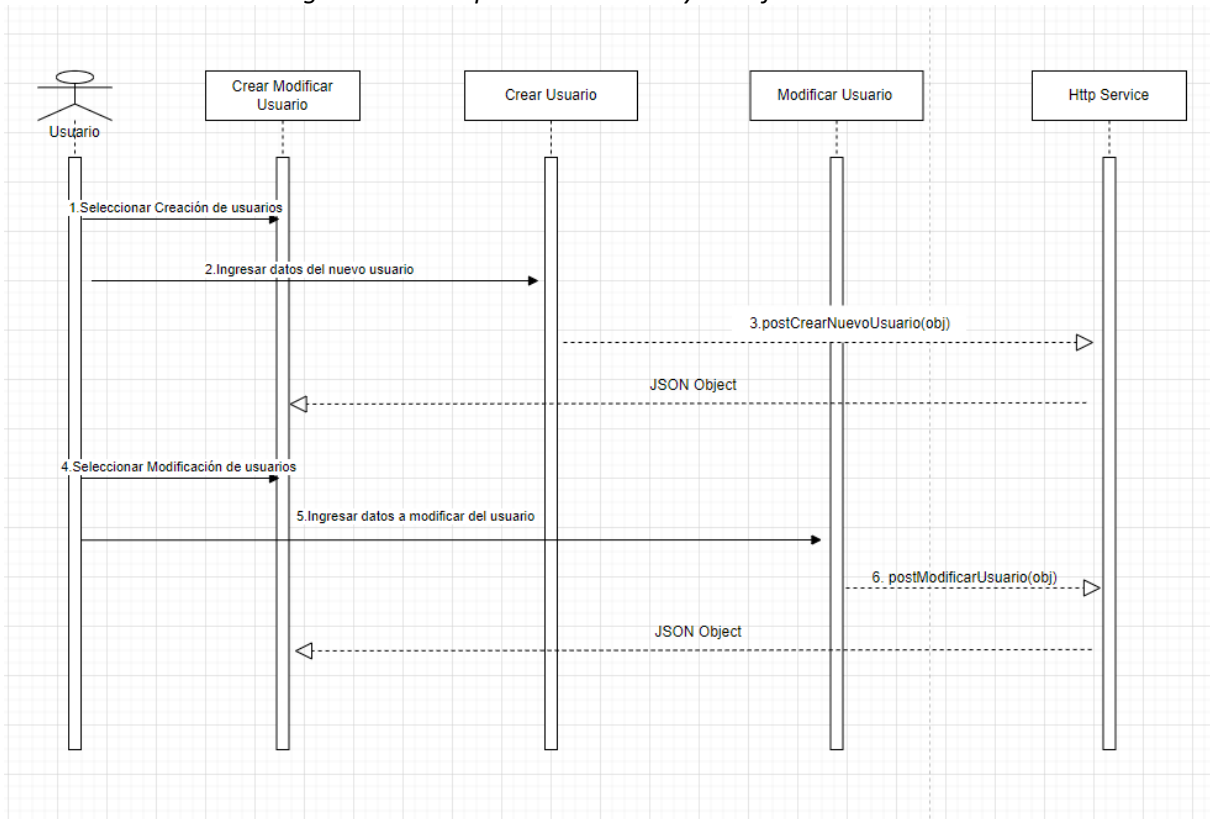 Crear Modificar
Usuario
Crear Usuario
Modificar Usuario
Http Service
Usuario
1.Seleccionar Creación de usuarios
2.Ingresar datos del nuevo usuario
3.postCrearNuevoUsuario(obj)
JSON Object
4.Seleccionar Modificación de usuarios
5.Ingresar datos a modificar del usuario
6. postModificarUsuario(obj)
JSON Object